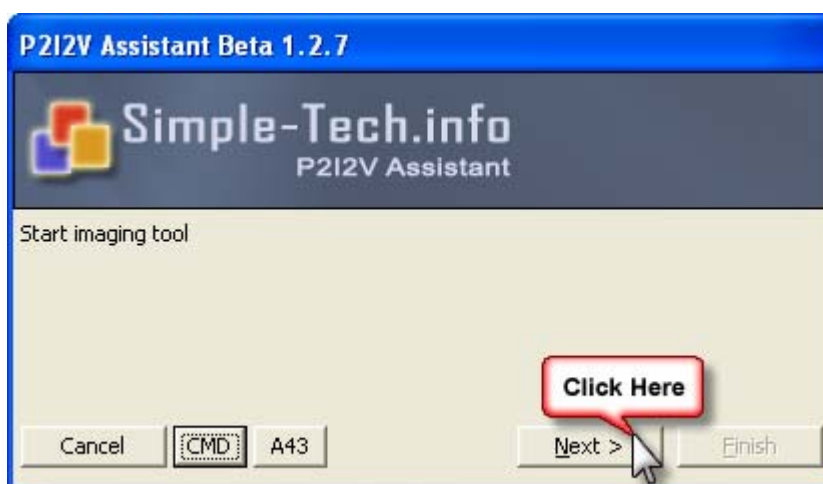 P2I2V Assistant Beta 1.2.7
Simple-Tech.info
P2I2V Assistant
Start imaging tool
Click Here
Cancel CMD A43 Next > Finish